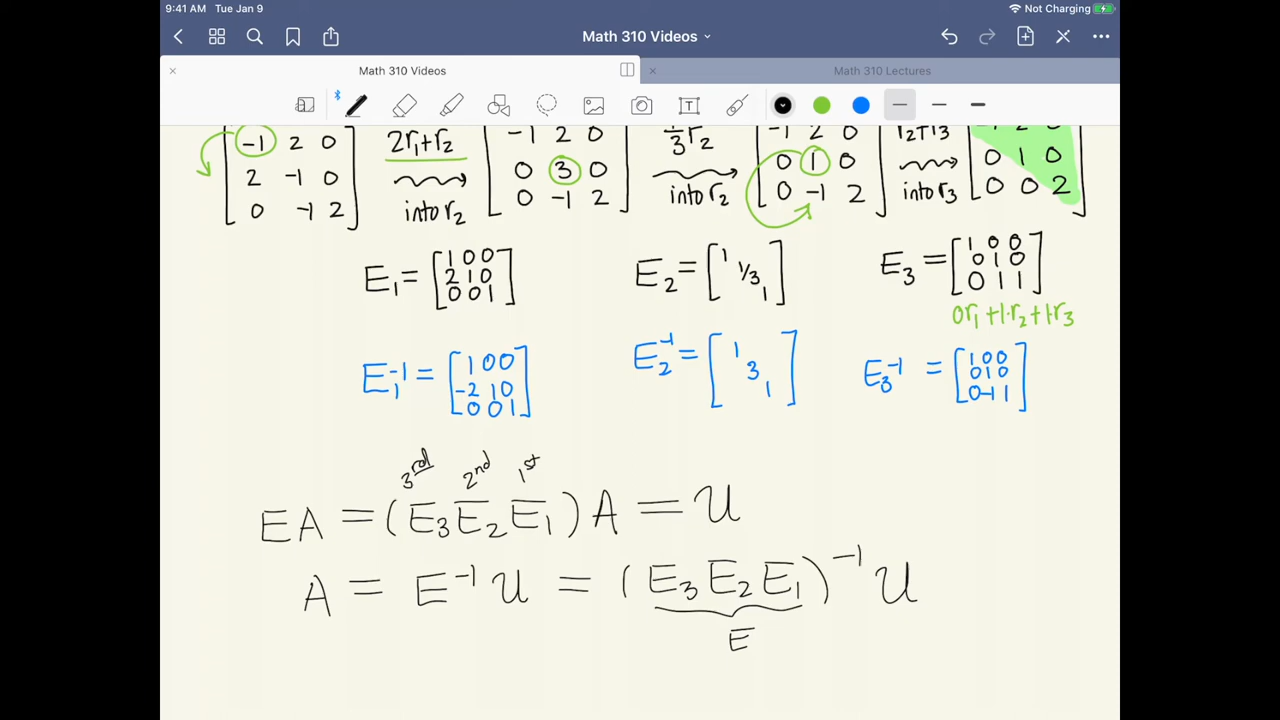 9:41 AM Tue Jan 9
Not Charging
Math 310 Videos
Math 310 Videos
Math 310 Lectures
-1 2 0
2 -1 0
0 -1 2
2r1+r2
into r2
-1 2 0
0 3 0
0 -1 2
1/3 r2
into r2
-1 2 0
0 1 0
0 -1 2
r2+r3
into r3
-1 2 0
0 1 0
0 0 2
E1 = [1 0 0
2 1 0
0 0 1]
E2 = [1
1/3
1]
E3 = [1 0 0
0 1 0
0 1 1]
0r1+1·r2+1·r3
E1^-1 = [1 0 0
-2 1 0
0 0 1]
E2^-1 = [1
3
1]
E3^-1 = [1 0 0
0 1 0
0 -1 1]
3rd 2nd 1st
EA = (E3 E2 E1) A = U
A = E^-1 U = (E3 E2 E1)^-1 U
E